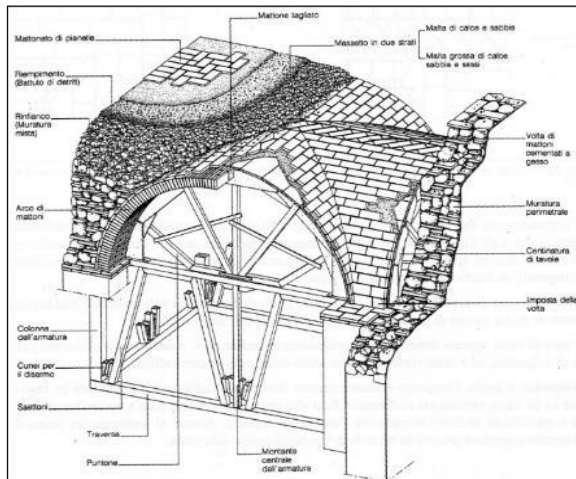 Mattone tagliato
Mattonato di pianelle
Massetto in due strati
Malta di calce e sabbia
Malta grossa di calce
sabbia e sassi
Riempimento
(Battuto di detriti)
Rinfianco
(Muratura
mista)
Arco di
mattoni
Volta di
mattoni
cementati a
gesso
Muratura
perimetrale
Centinatura
di tavole
Imposta della
volta
Colonna
dell'armatura
Cunei per
il disarmo
Saettoni
Traversa
Puntone
Montante
centrale
dell'armatura